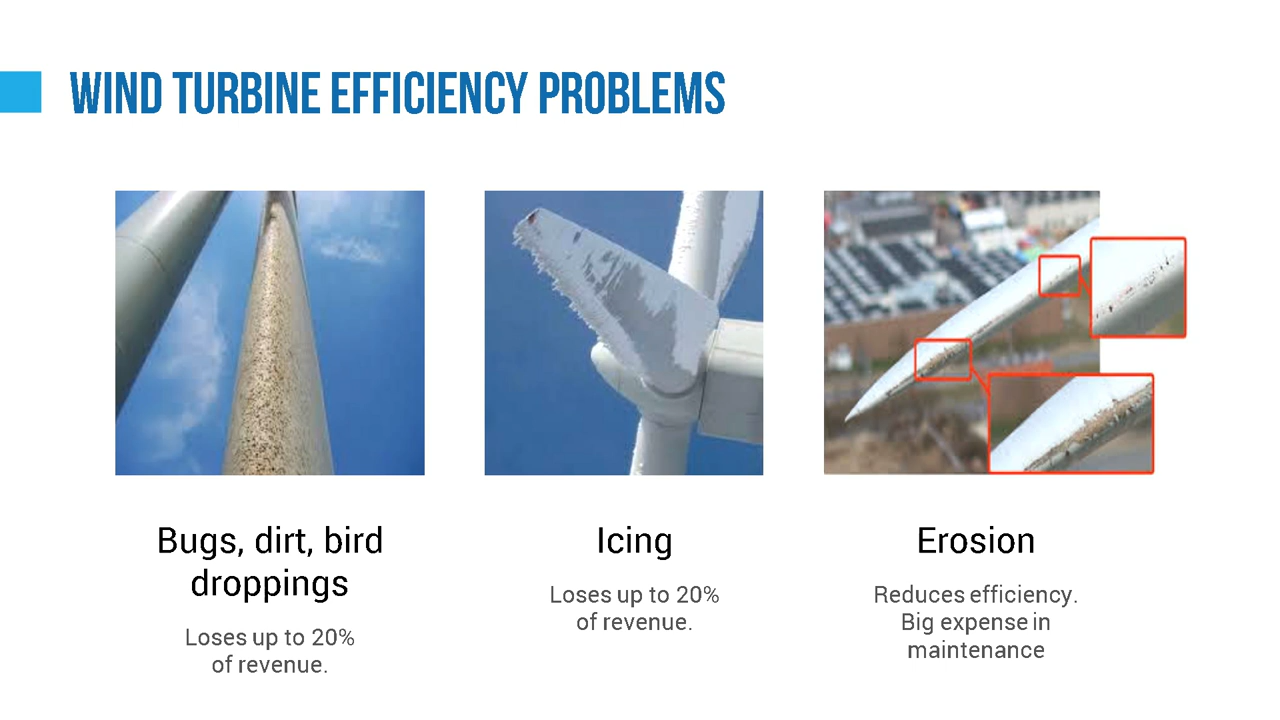 WIND TURBINE EFFICIENCY PROBLEMS
Bugs, dirt, bird
droppings
Loses up to 20%
of revenue.
Icing
Loses up to 20%
of revenue.
Erosion
Reduces efficiency.
Big expense in
maintenance